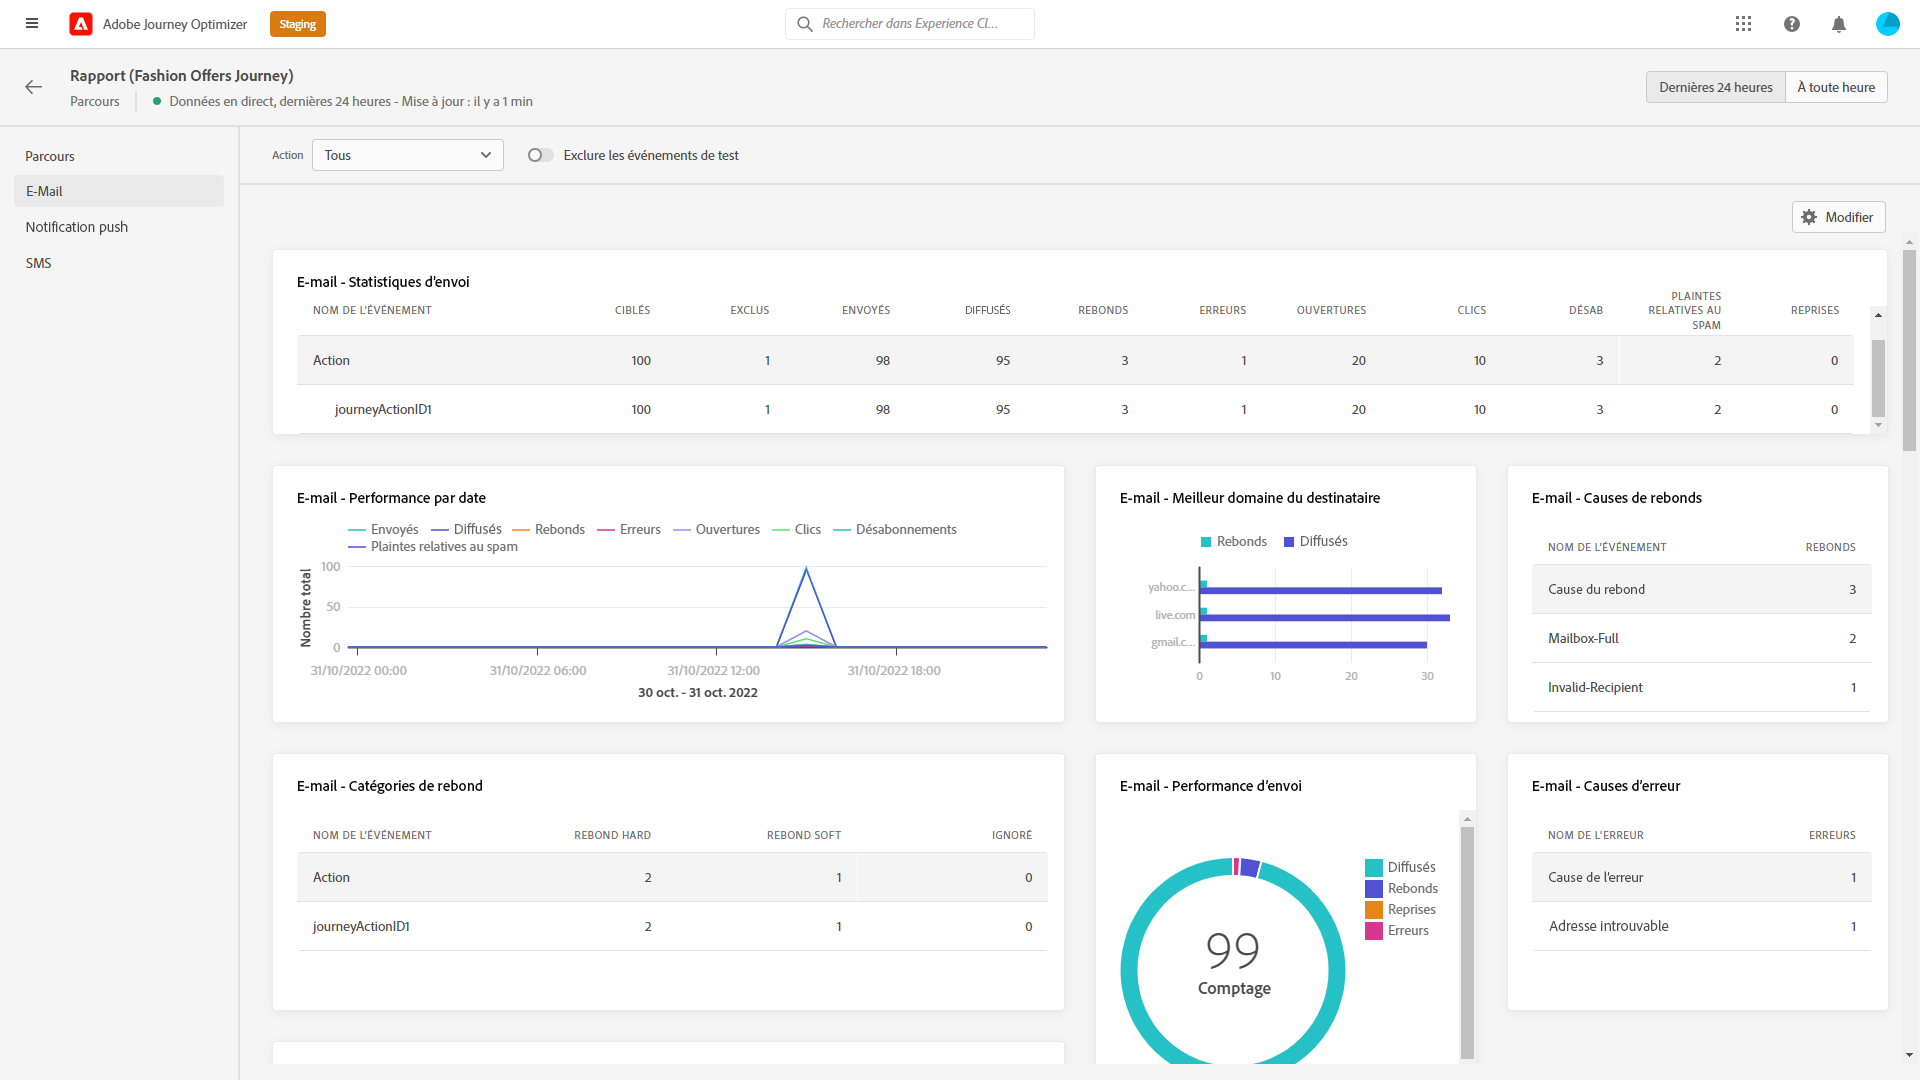 Adobe Journey Optimizer
Staging
Rechercher dans Experience Cl...
Rapport (Fashion Offers Journey)
Parcours
Données en direct, dernières 24 heures - Mise à jour : il y a 1 min
Dernières 24 heures
À toute heure
Parcours
E-Mail
Notification push
SMS
Action
Tous
Exclure les événements de test
Modifier
E-mail - Statistiques d'envoi
NOM DE L'ÉVÉNEMENT CIBLÉS EXCLUS ENVOYÉS DIFFUSÉS REBONDS ERREURS OUVERTURES CLICS DÉSAB PLAINTES RELATIVES AU SPAM REPRISES
Action 100 1 98 95 3 1 20 10 3 2 0
journeyActionID1 100 1 98 95 3 1 20 10 3 2 0
E-mail - Performance par date
Envoyés Diffusés Rebonds Erreurs Ouvertures Clics Désabonnements
Plaintes relatives au spam
Nombre total
100
50
0
31/10/2022 00:00 31/10/2022 06:00 31/10/2022 12:00 31/10/2022 18:00
30 oct. - 31 oct. 2022
E-mail - Meilleur domaine du destinataire
Rebonds Diffusés
yahoo.c...
live.com
gmail.c...
0 10 20 30
E-mail - Causes de rebonds
NOM DE L'ÉVÉNEMENT REBONDS
Cause du rebond 3
Mailbox-Full 2
Invalid-Recipient 1
E-mail - Catégories de rebond
NOM DE L'ÉVÉNEMENT REBOND HARD REBOND SOFT IGNORÉ
Action 2 1 0
journeyActionID1 2 1 0
E-mail - Performance d'envoi
Diffusés
Rebonds
Reprises
Erreurs
99
Comptage
E-mail - Causes d'erreur
NOM DE L'ERREUR ERREURS
Cause de l'erreur 1
Adresse introuvable 1